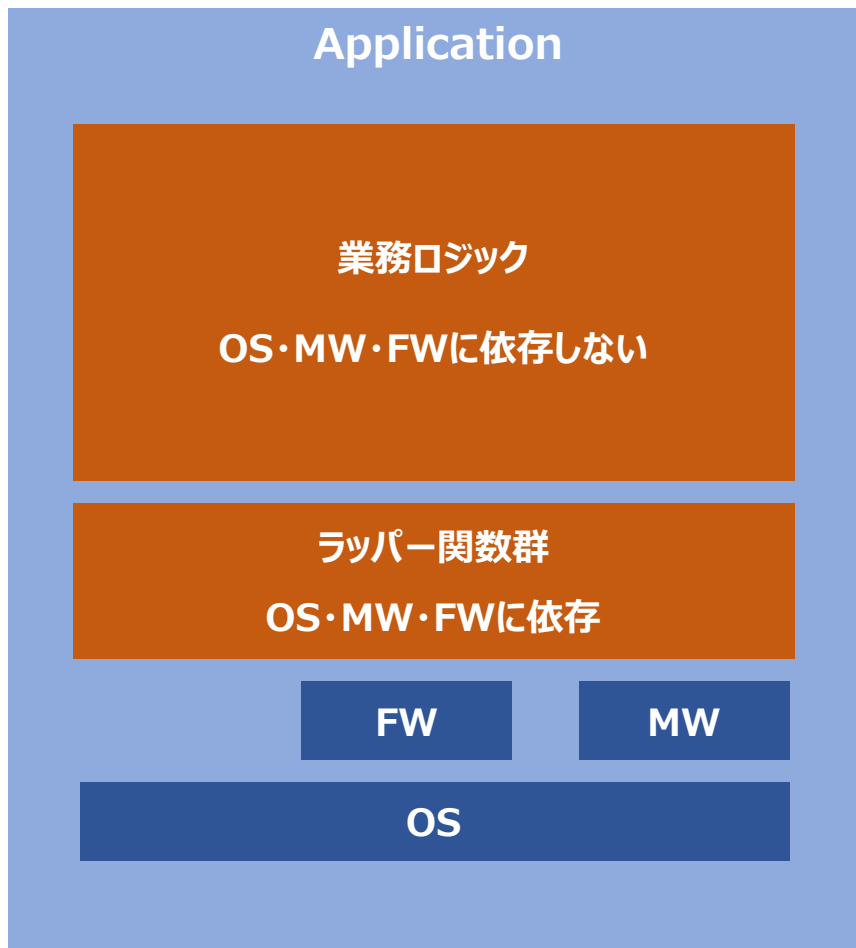 Application
業務ロジック
OS・MW・FWに依存しない
ラッパー関数群
OS・MW・FWに依存
FW
MW
OS